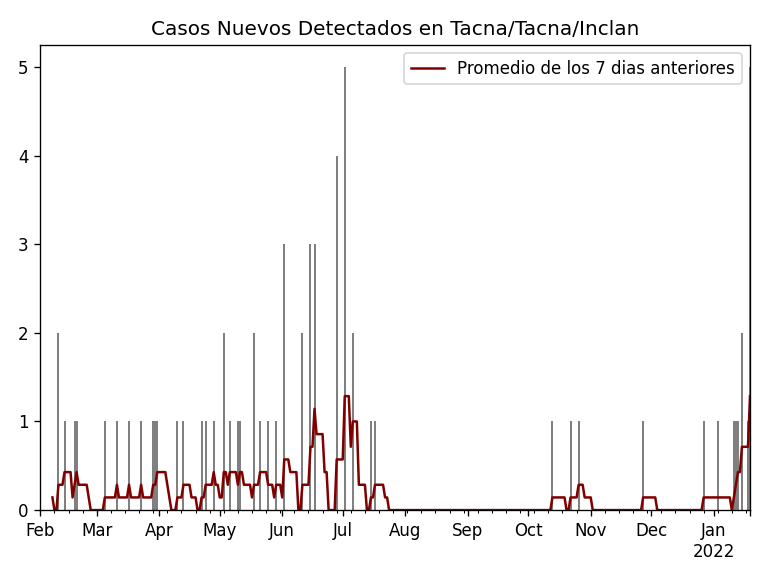 Casos Nuevos Detectados en Tacna/Tacna/Inclan
Promedio de los 7 dias anteriores
5
4
3
2
1
0
Feb Mar Apr May Jun Jul Aug Sep Oct Nov Dec Jan
2022